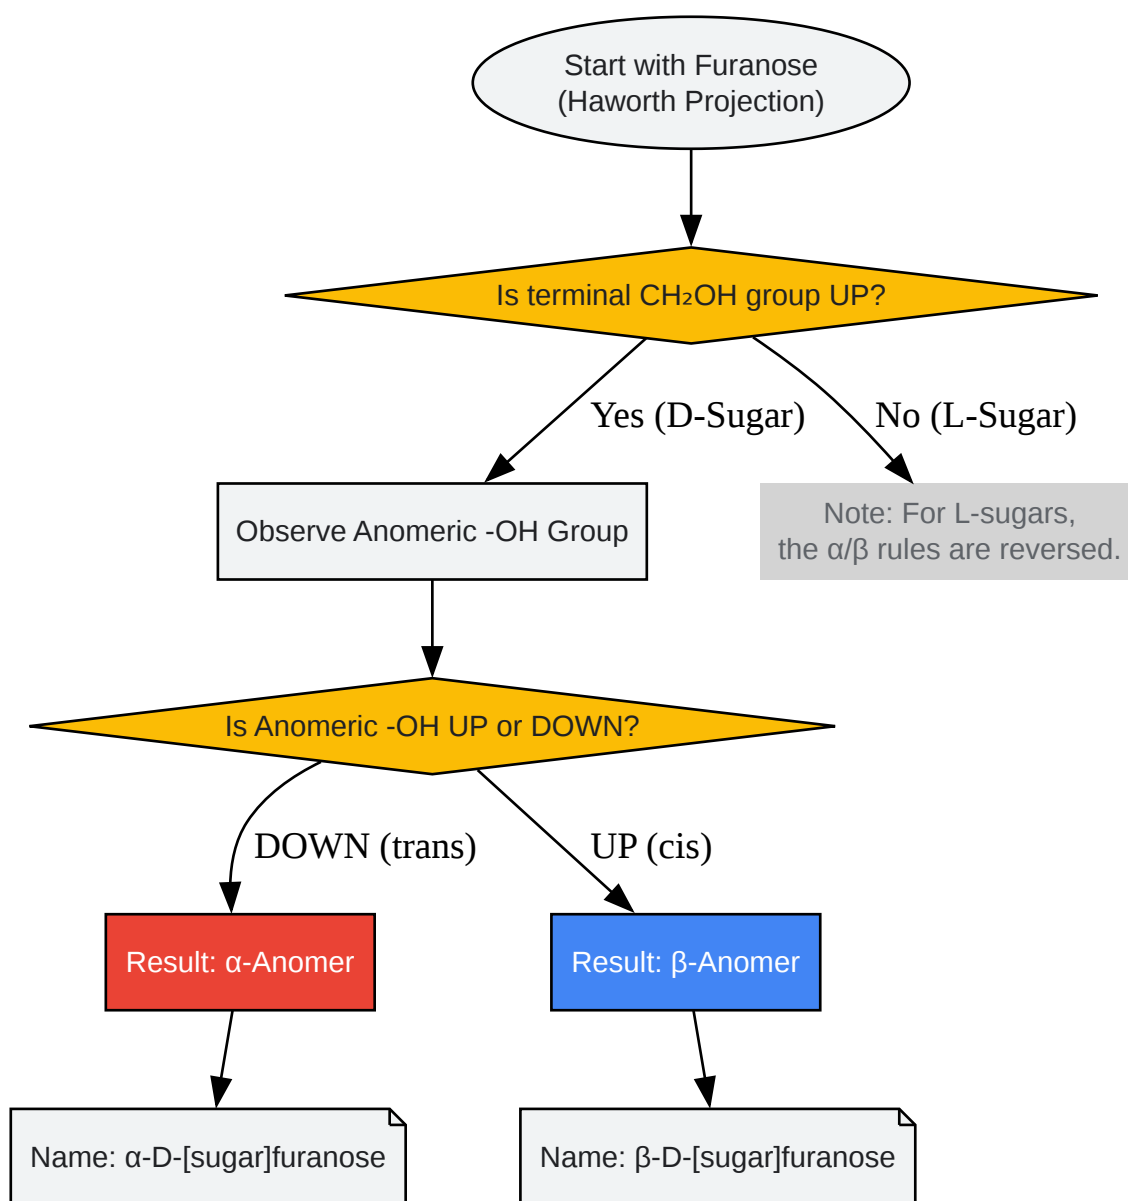 Start with Furanose
(Haworth Projection)
Is terminal CH₂OH group UP?
Yes (D-Sugar)
No (L-Sugar)
Observe Anomeric -OH Group
Note: For L-sugars,
the α/β rules are reversed.
Is Anomeric -OH UP or DOWN?
DOWN (trans)
UP (cis)
Result: α-Anomer
Result: β-Anomer
Name: α-D-[sugar]furanose
Name: β-D-[sugar]furanose